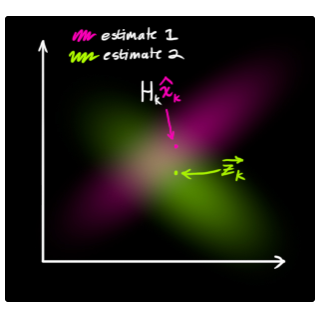 estimate 1
estimate 2
Hₖx̂ₖ
z⃗ₖ